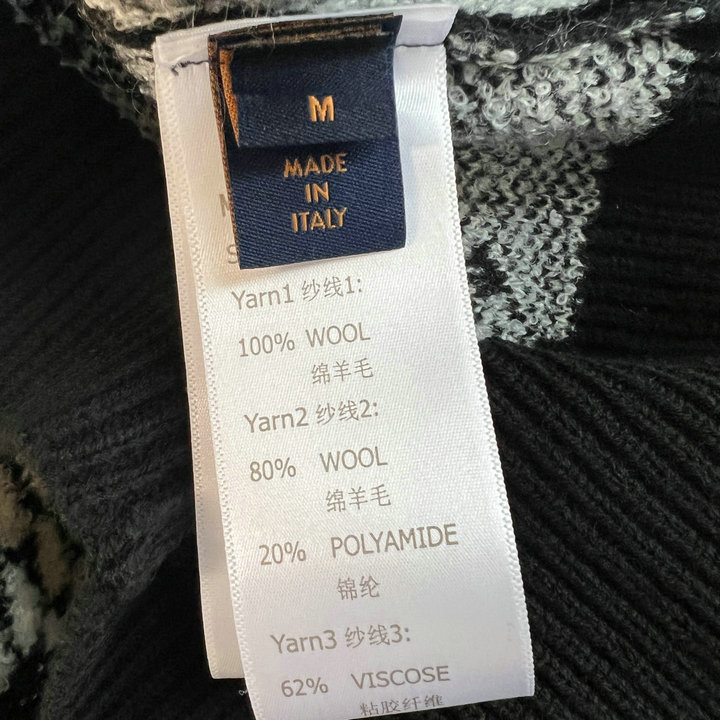 M
MADE
IN
ITALY
Yarn1 纱线1:
100% WOOL
绵羊毛
Yarn2 纱线2:
80% WOOL
绵羊毛
20% POLYAMIDE
锦纶
Yarn3 纱线3:
62% VISCOSE
粘胶纤维